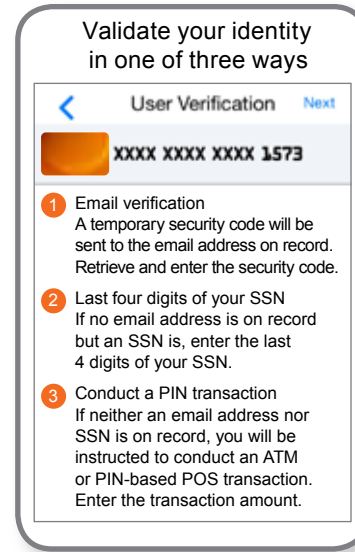 Validate your identity
in one of three ways
User Verification Next
XXXX XXXX XXXX 1573
1 Email verification
A temporary security code will be
sent to the email address on record.
Retrieve and enter the security code.
2 Last four digits of your SSN
If no email address is on record
but an SSN is, enter the last
4 digits of your SSN.
3 Conduct a PIN transaction
If neither an email address nor
SSN is on record, you will be
instructed to conduct an ATM
or PIN-based POS transaction.
Enter the transaction amount.